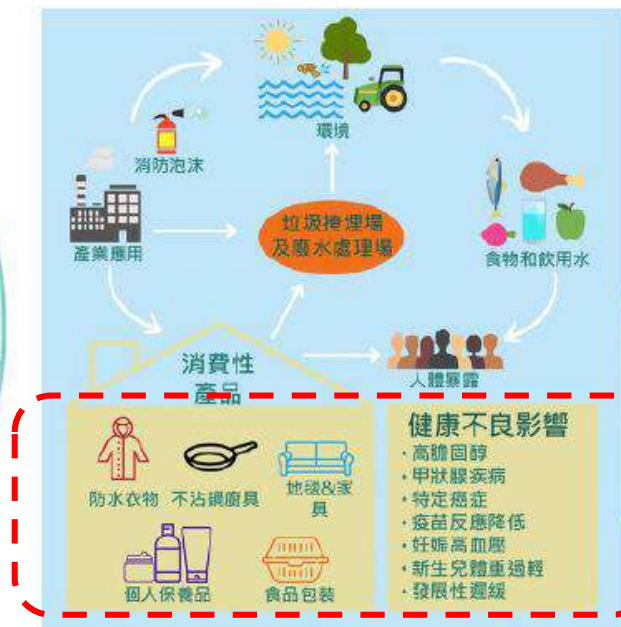 環境
消防泡沫
產業應用
垃圾掩埋場
及廢水處理場
食物和飲用水
消費性
產品
人體暴露
防水衣物
不沾鍋廚具
地毯&家
具
個人保養品
食品包裝
健康不良影響
·高膽固醇
·甲狀腺疾病
·特定癌症
·疫苗反應降低
·妊娠高血壓
·新生兒體重過輕
·發展性遲緩